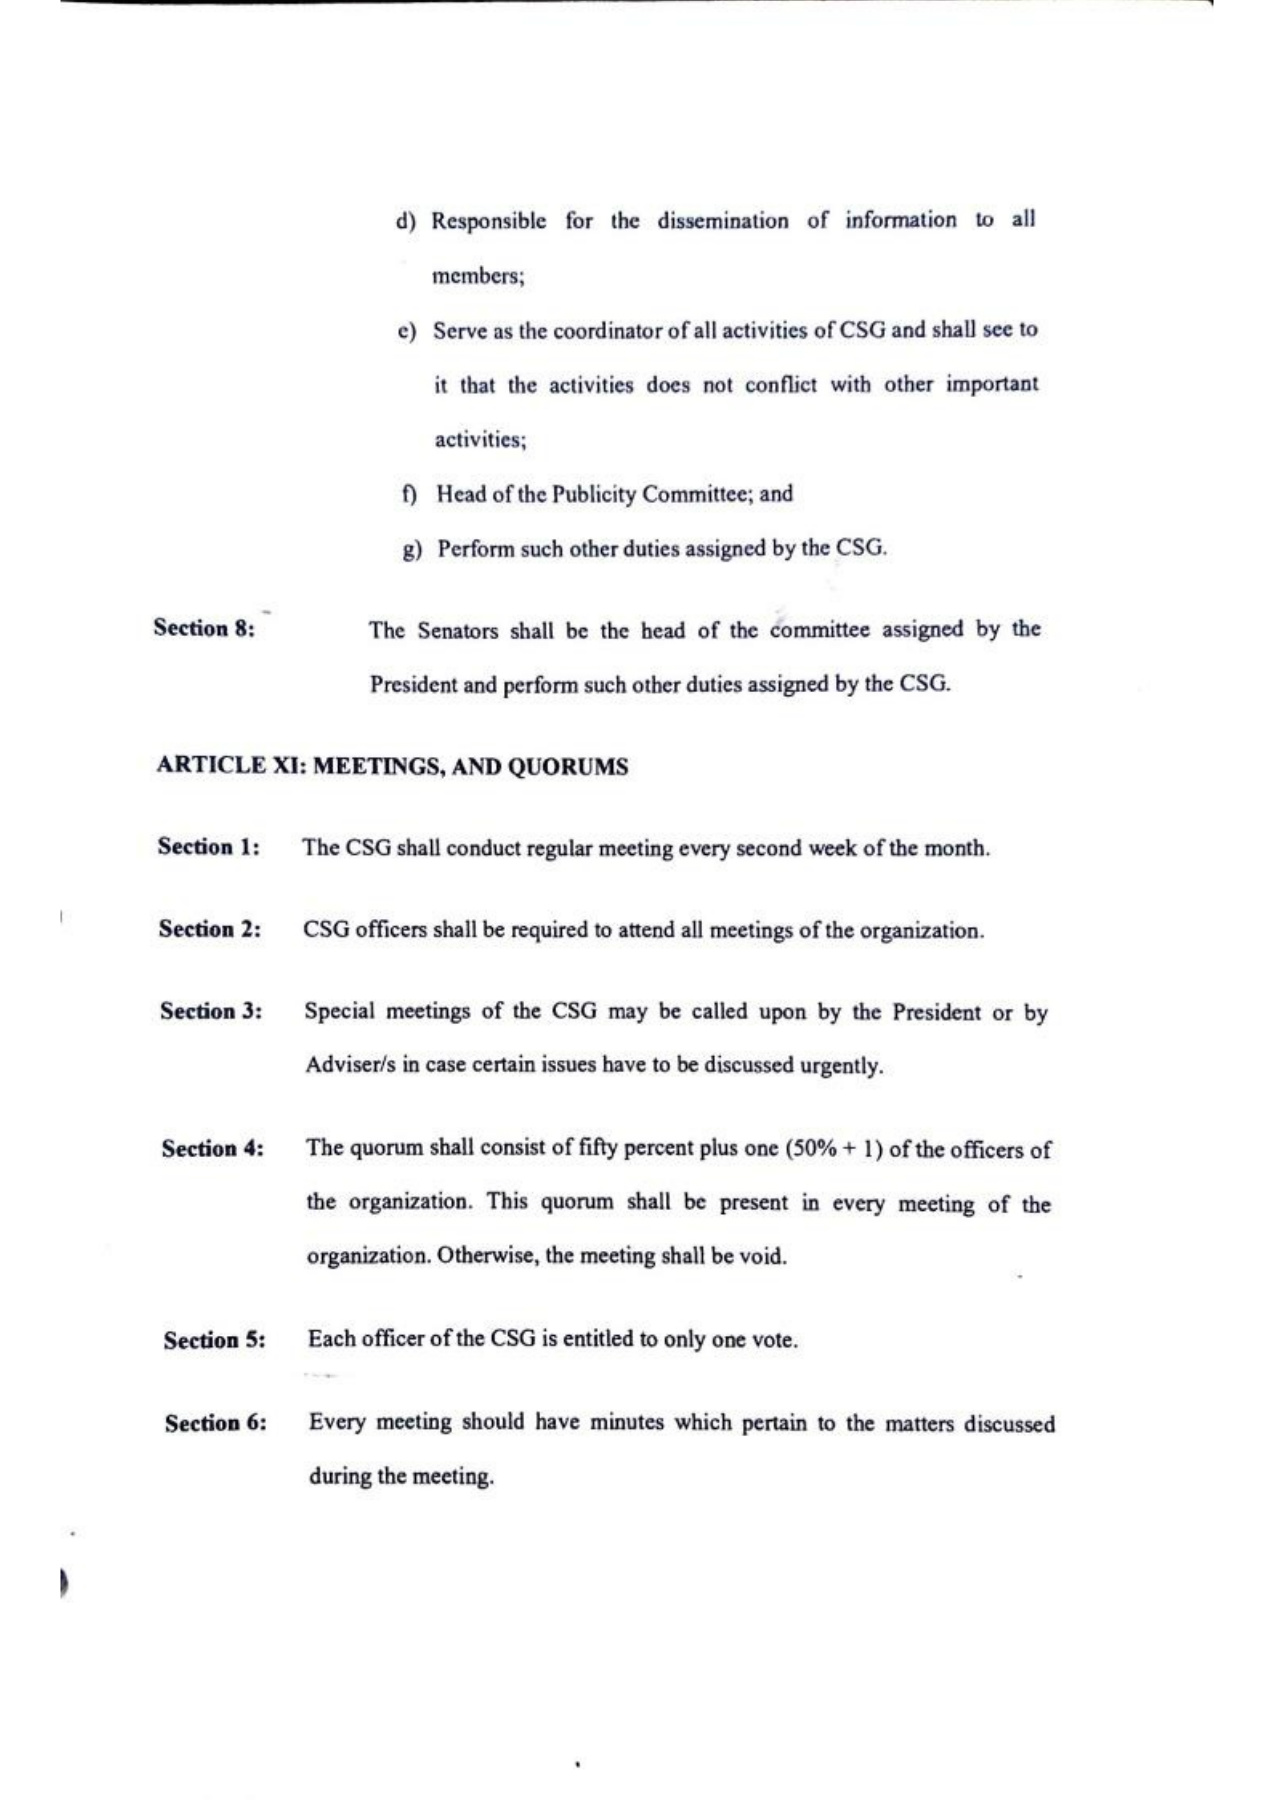 d) Responsible for the dissemination of information to all
members;
e) Serve as the coordinator of all activities of CSG and shall see to
it that the activities does not conflict with other important
activities;
f) Head of the Publicity Committee; and
g) Perform such other duties assigned by the CSG.
Section 8: The Senators shall be the head of the committee assigned by the
President and perform such other duties assigned by the CSG.
ARTICLE XI: MEETINGS, AND QUORUMS
Section 1: The CSG shall conduct regular meeting every second week of the month.
Section 2: CSG officers shall be required to attend all meetings of the organization.
Section 3: Special meetings of the CSG may be called upon by the President or by
Adviser/s in case certain issues have to be discussed urgently.
Section 4: The quorum shall consist of fifty percent plus one (50% + 1) of the officers of
the organization. This quorum shall be present in every meeting of the
organization. Otherwise, the meeting shall be void.
Section 5: Each officer of the CSG is entitled to only one vote.
Section 6: Every meeting should have minutes which pertain to the matters discussed
during the meeting.